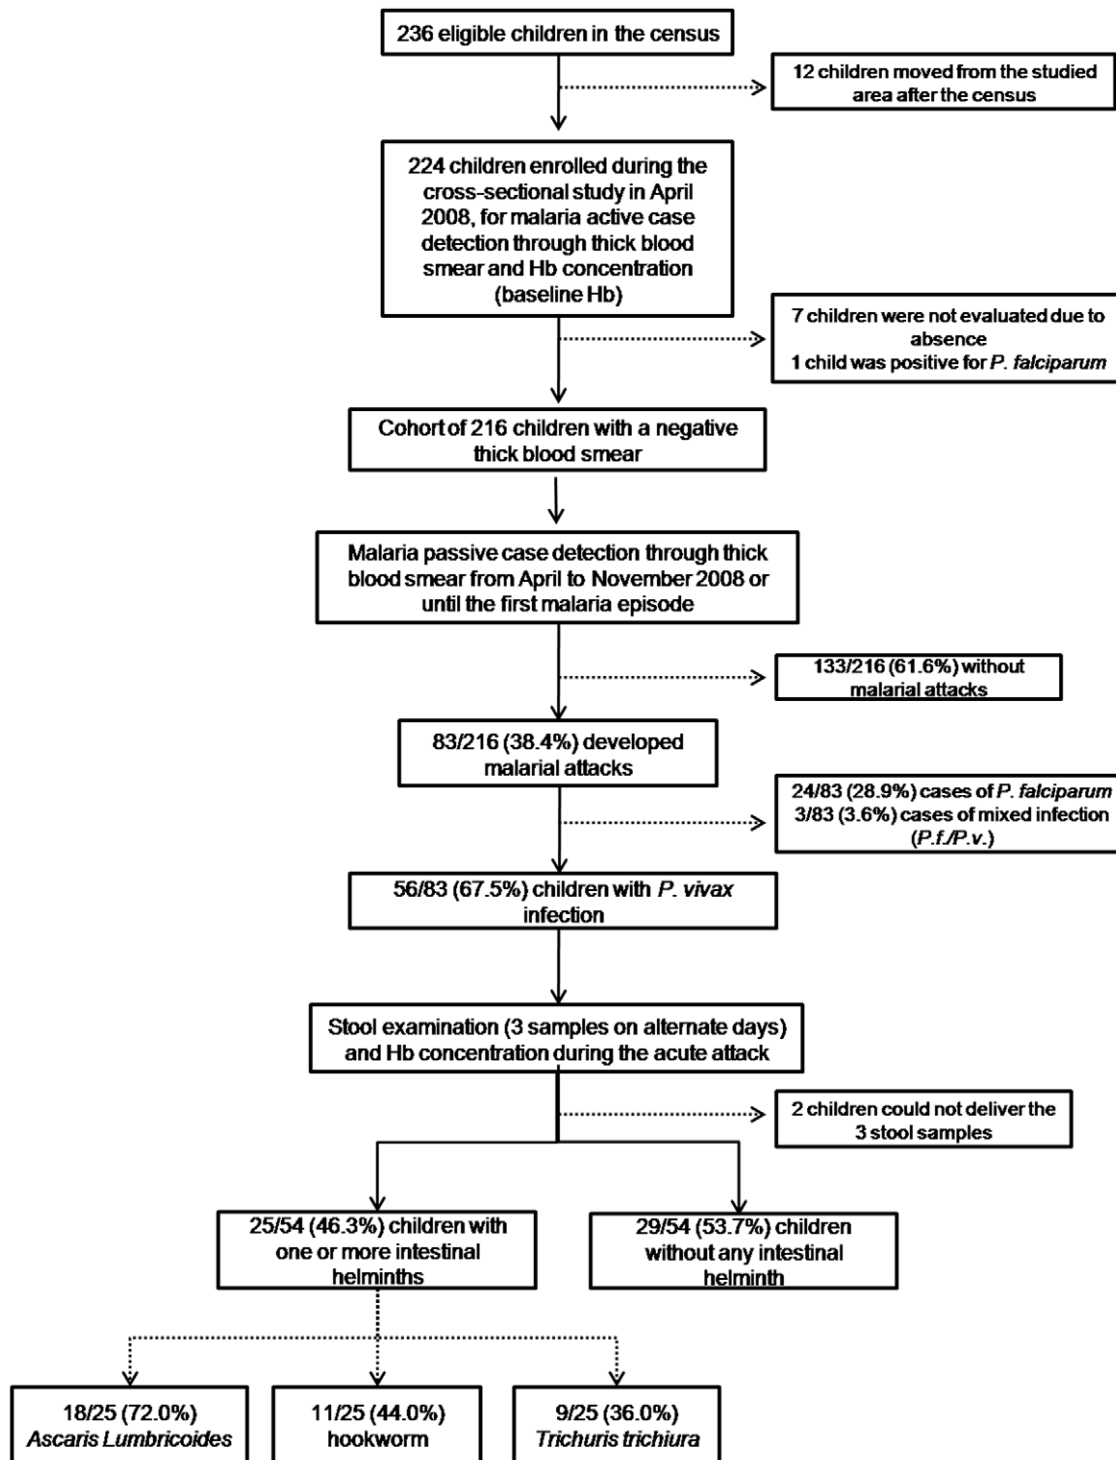 236 eligible children in the census
12 children moved from the studied
area after the census
224 children enrolled during the
cross-sectional study in April
2008, for malaria active case
detection through thick blood
smear and Hb concentration
(baseline Hb)
7 children were not evaluated due to
absence
1 child was positive for P. falciparum
Cohort of 216 children with a negative
thick blood smear
Malaria passive case detection through thick
blood smear from April to November 2008 or
until the first malaria episode
133/216 (61.6%) without
malarial attacks
83/216 (38.4%) developed
malarial attacks
24/83 (28.9%) cases of P. falciparum
3/83 (3.6%) cases of mixed infection
(P.f./P.v.)
56/83 (67.5%) children with P. vivax
infection
Stool examination (3 samples on alternate days)
and Hb concentration during the acute attack
2 children could not deliver the
3 stool samples
25/54 (46.3%) children with
one or more intestinal
helminths
29/54 (53.7%) children
without any intestinal
helminth
18/25 (72.0%)
Ascaris Lumbricoides
11/25 (44.0%)
hookworm
9/25 (36.0%)
Trichuris trichiura